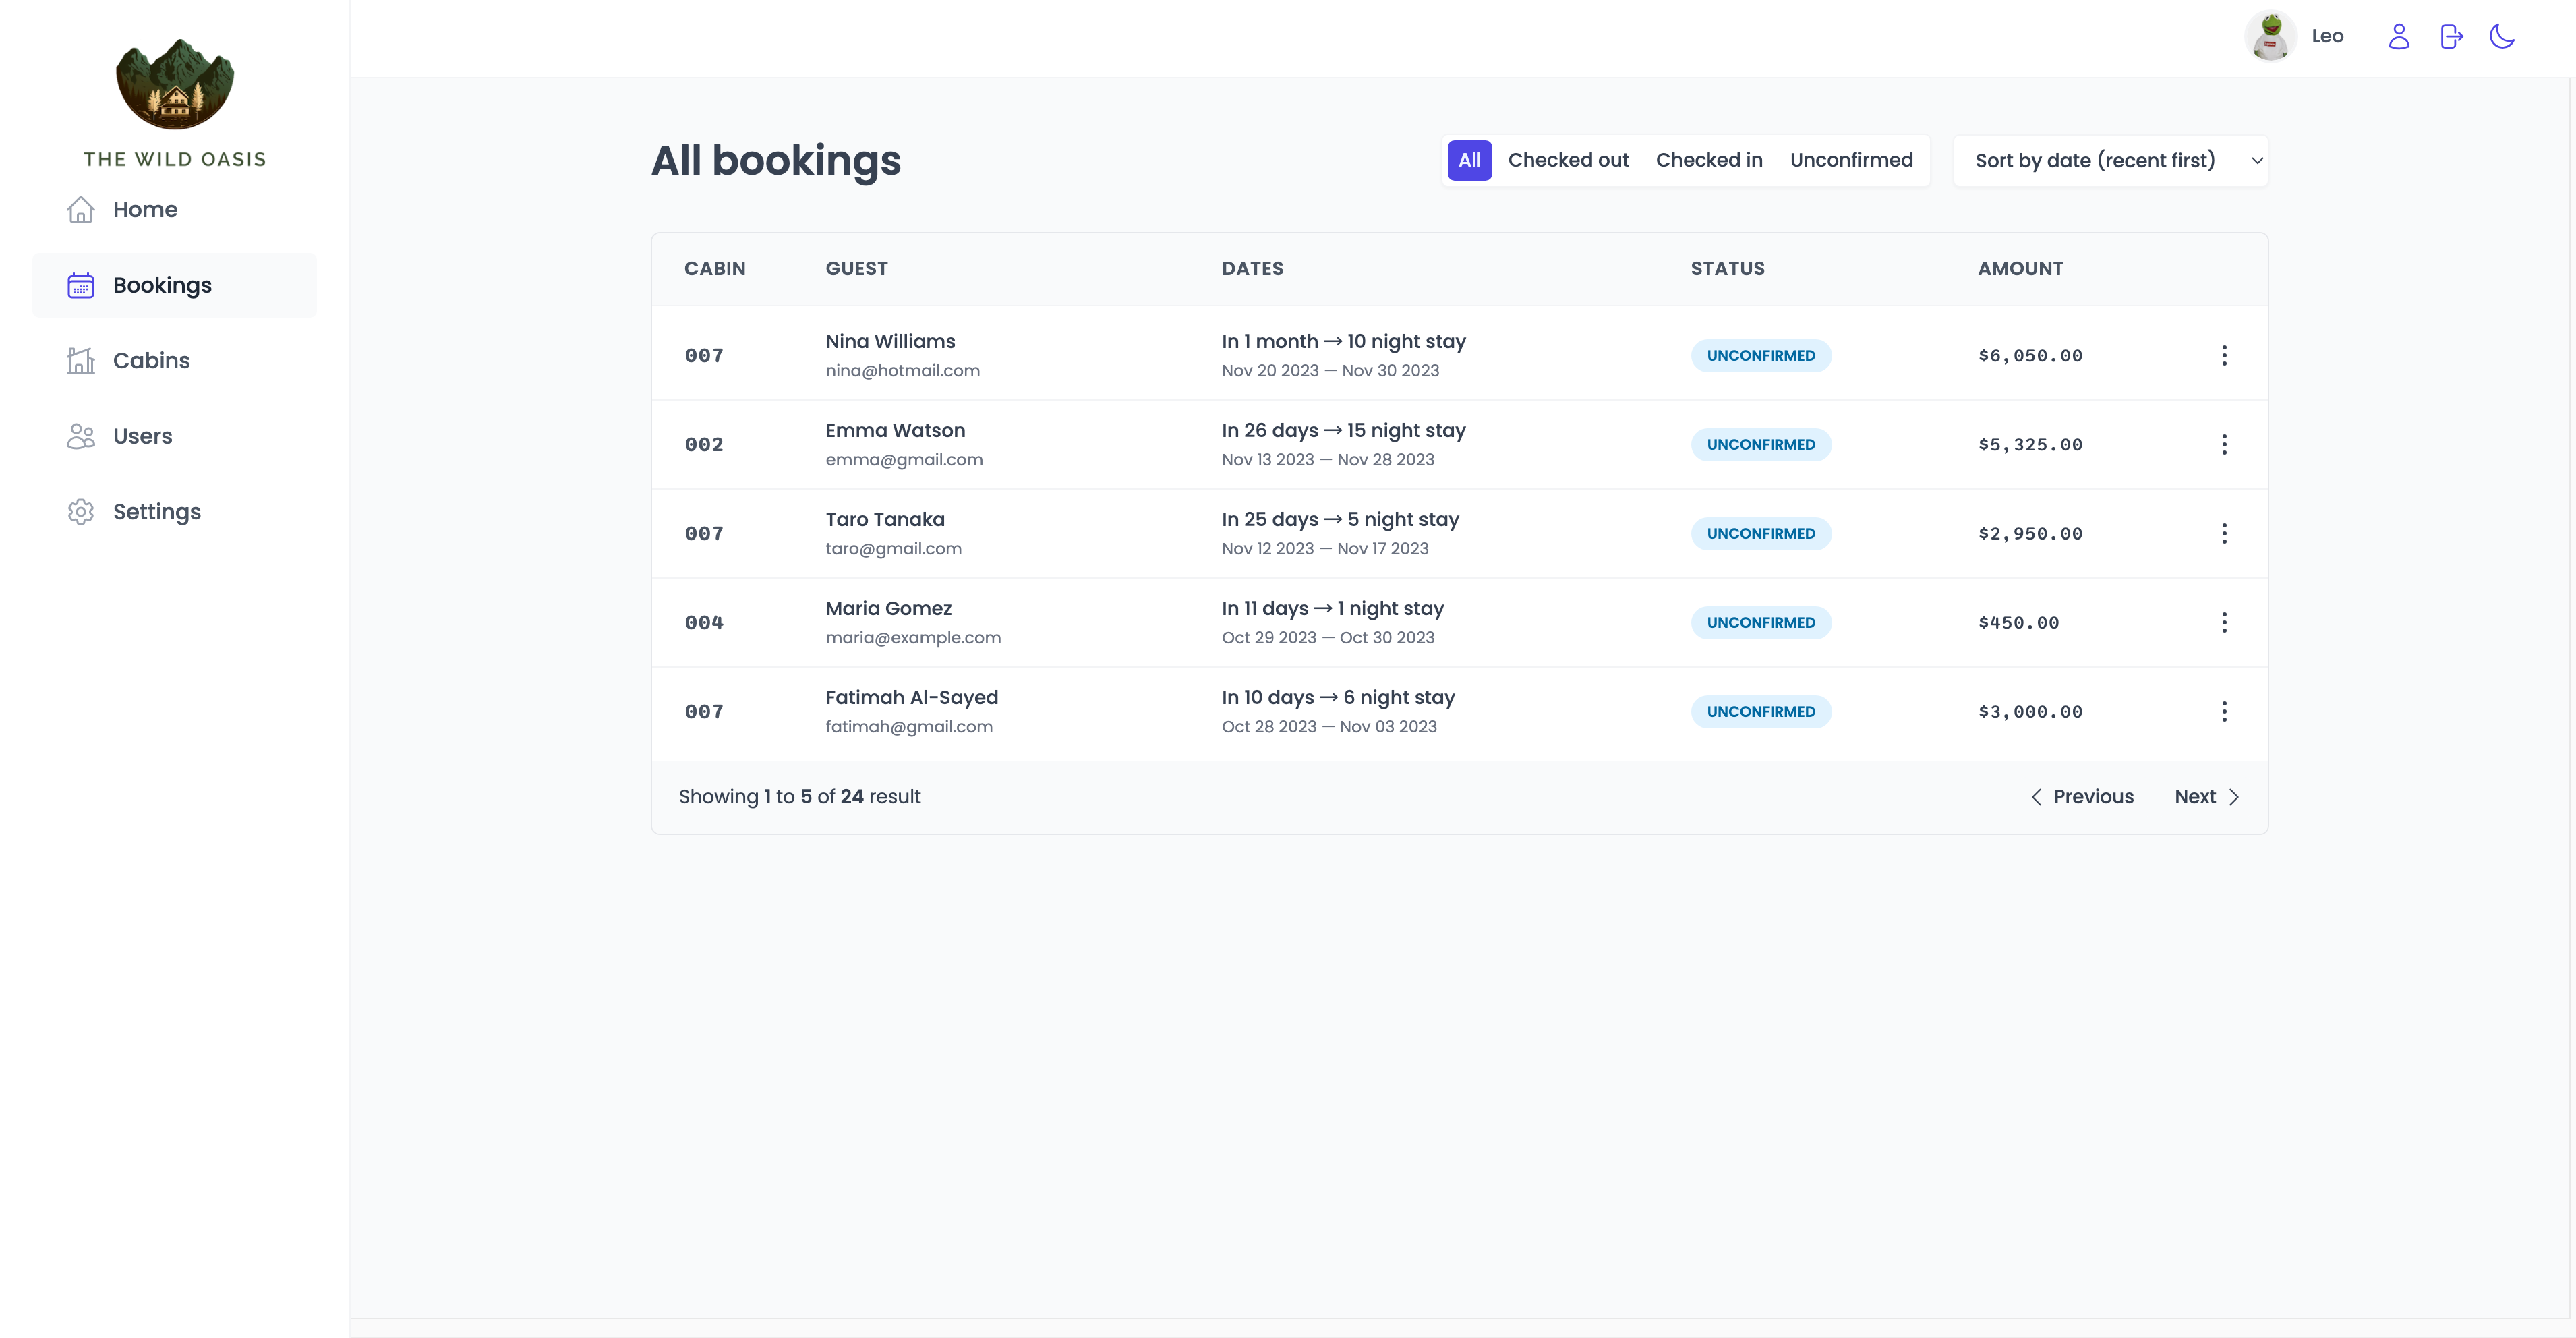 THE WILD OASIS
Home
Bookings
Cabins
Users
Settings
Leo
All bookings
All Checked out Checked in Unconfirmed
Sort by date (recent first)
CABIN GUEST DATES STATUS AMOUNT
007 Nina Williams In 1 month → 10 night stay UNCONFIRMED $6,050.00
nina@hotmail.com Nov 20 2023 — Nov 30 2023
002 Emma Watson In 26 days → 15 night stay UNCONFIRMED $5,325.00
emma@gmail.com Nov 13 2023 — Nov 28 2023
007 Taro Tanaka In 25 days → 5 night stay UNCONFIRMED $2,950.00
taro@gmail.com Nov 12 2023 — Nov 17 2023
004 Maria Gomez In 11 days → 1 night stay UNCONFIRMED $450.00
maria@example.com Oct 29 2023 — Oct 30 2023
007 Fatimah Al-Sayed In 10 days → 6 night stay UNCONFIRMED $3,000.00
fatimah@gmail.com Oct 28 2023 — Nov 03 2023
Showing 1 to 5 of 24 result
Previous Next